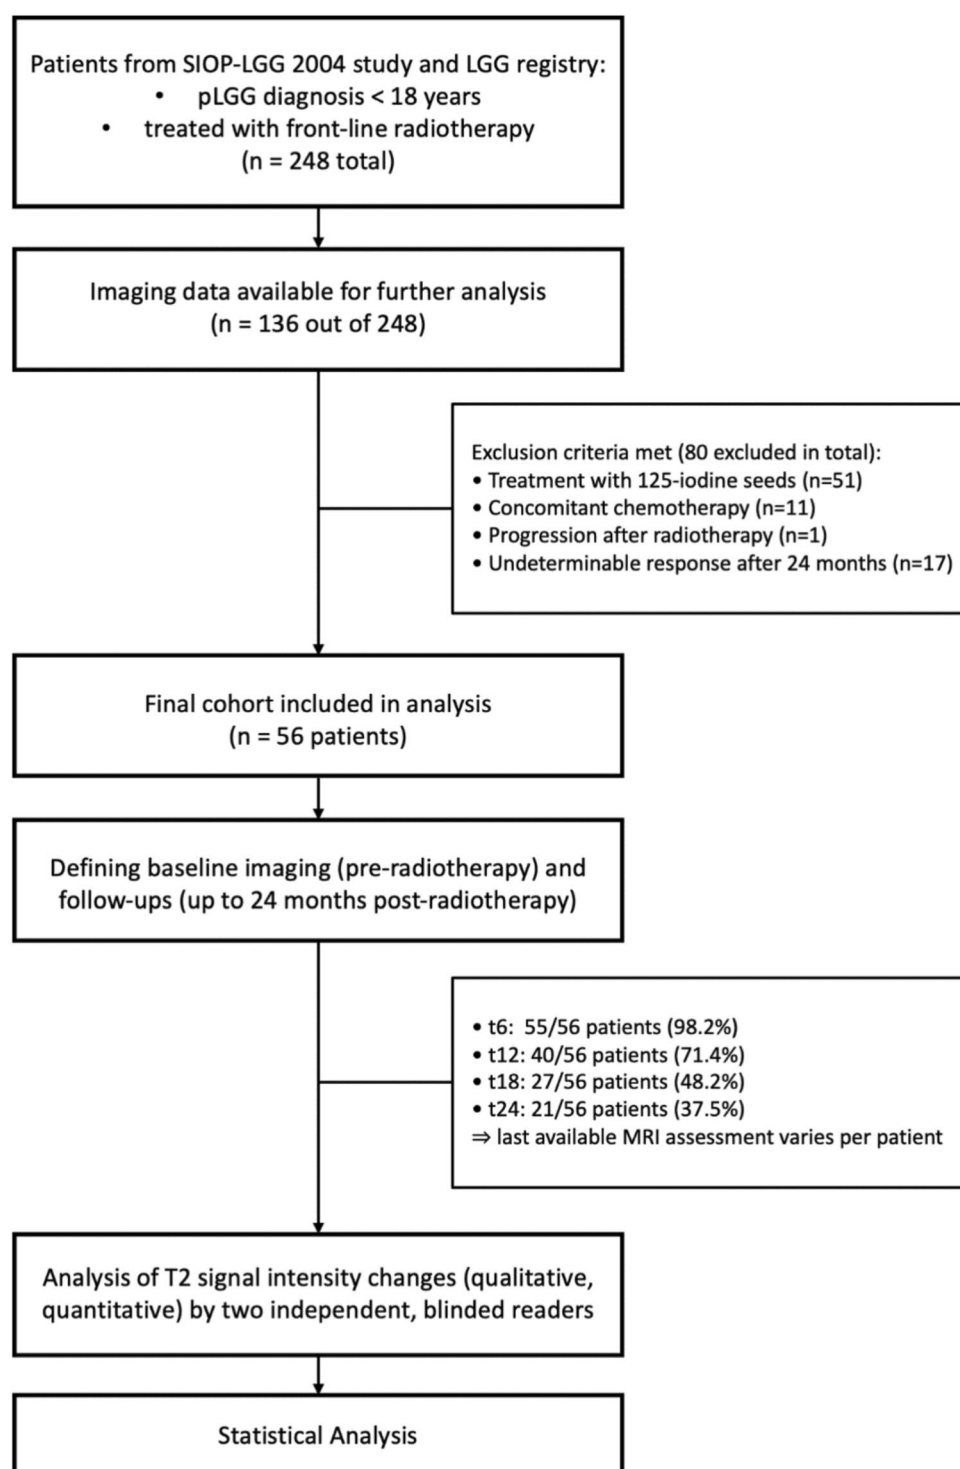 Patients from SIOP-LGG 2004 study and LGG registry:
• pLGG diagnosis < 18 years
• treated with front-line radiotherapy
(n = 248 total)
Imaging data available for further analysis
(n = 136 out of 248)
Exclusion criteria met (80 excluded in total):
• Treatment with 125-iodine seeds (n=51)
• Concomitant chemotherapy (n=11)
• Progression after radiotherapy (n=1)
• Undeterminable response after 24 months (n=17)
Final cohort included in analysis
(n = 56 patients)
Defining baseline imaging (pre-radiotherapy) and
follow-ups (up to 24 months post-radiotherapy)
• t6: 55/56 patients (98.2%)
• t12: 40/56 patients (71.4%)
• t18: 27/56 patients (48.2%)
• t24: 21/56 patients (37.5%)
⇒ last available MRI assessment varies per patient
Analysis of T2 signal intensity changes (qualitative,
quantitative) by two independent, blinded readers
Statistical Analysis